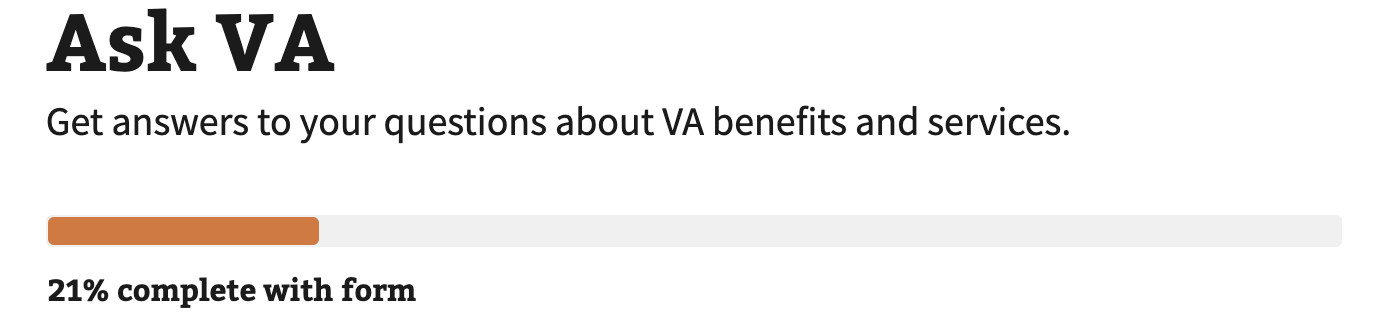 Ask VA
Get answers to your questions about VA benefits and services.
21% complete with form